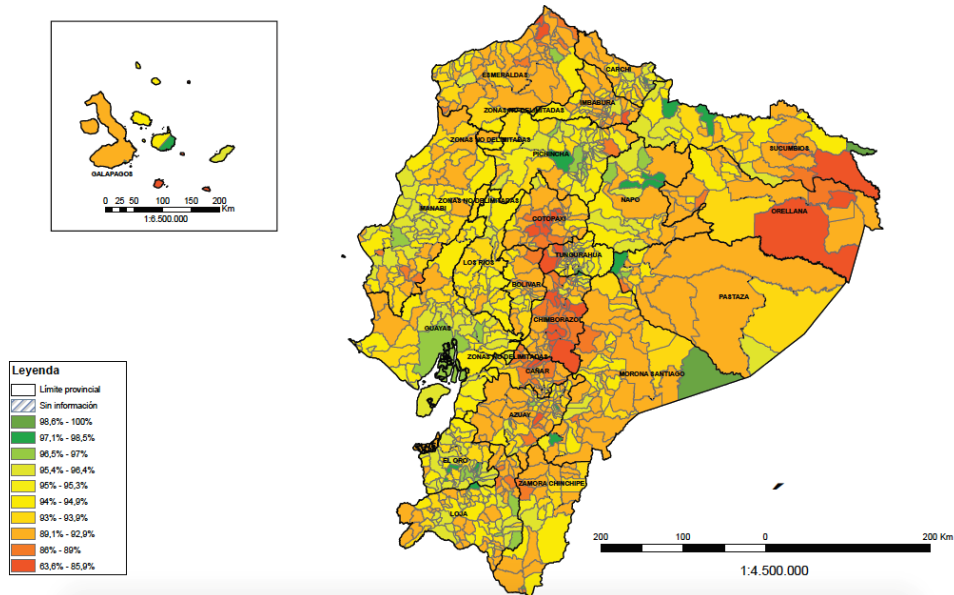 GALAPAGOS
0 25 50 100 150 200 Km
1:6.500.000
ESMERALDAS
CARCHI
IMBABURA
ZONAS NO DELIMITADAS
SUCUMBIOS
ZONAS NO DELIMITADAS
PICHINCHA
NAPO
ORELLANA
MANABI
ZONAS NO DELIMITADAS
COTOPAXI
TUNGURAHUA
LOS RIOS
BOLIVAR
PASTAZA
CHIMBORAZO
GUAYAS
ZONAS NO DELIMITADAS
CAÑAR
MORONA SANTIAGO
AZUAY
EL ORO
ZAMORA CHINCHIPE
LOJA
Leyenda
Límite provincial
Sin información
98,6% - 100%
97,1% - 98,5%
96,5% - 97%
95,4% - 96,4%
95% - 95,3%
94% - 94,9%
93% - 93,9%
89,1% - 92,9%
86% - 89%
63,6% - 85,9%
200 100 0 200 Km
1:4.500.000